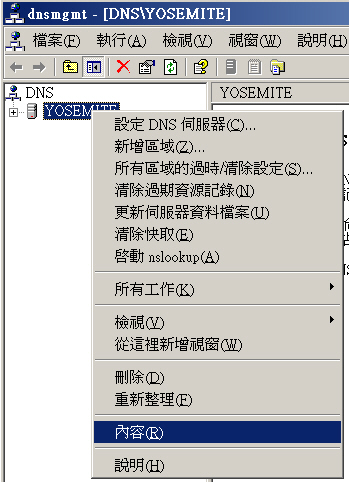 dnsmgmt - [DNS\YOSEMITE]
檔案(F) 執行(A) 檢視(V) 視窗(W) 說明(H)
DNS
YOSEMITE
YOSEMITE
設定 DNS 伺服器(C)...
新增區域(Z)...
所有區域的過時/清除設定(S)...
清除過期資源記錄(N)
更新伺服器資料檔案(U)
清除快取(E)
啟動 nslookup(A)
所有工作(K)
檢視(V)
從這裡新增視窗(W)
刪除(D)
重新整理(F)
內容(R)
說明(H)